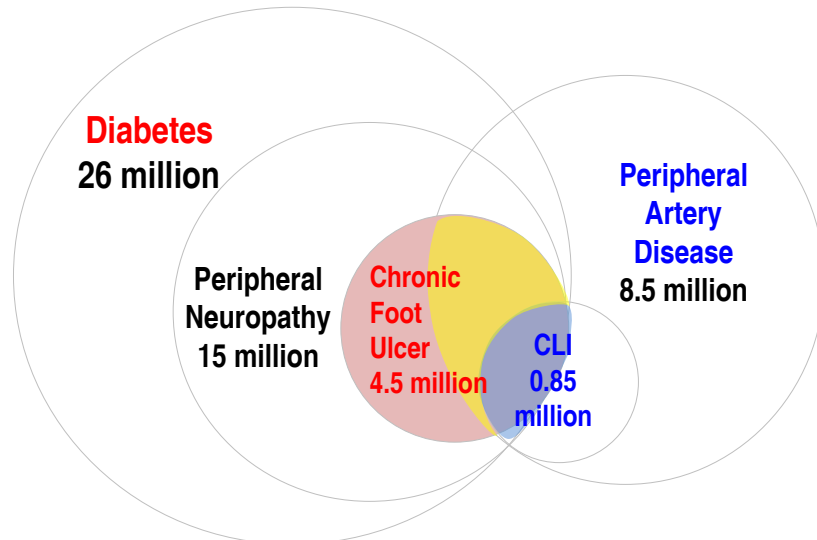 Diabetes
26 million
Peripheral
Neuropathy
15 million
Chronic
Foot
Ulcer
4.5 million
CLI
0.85
million
Peripheral
Artery
Disease
8.5 million